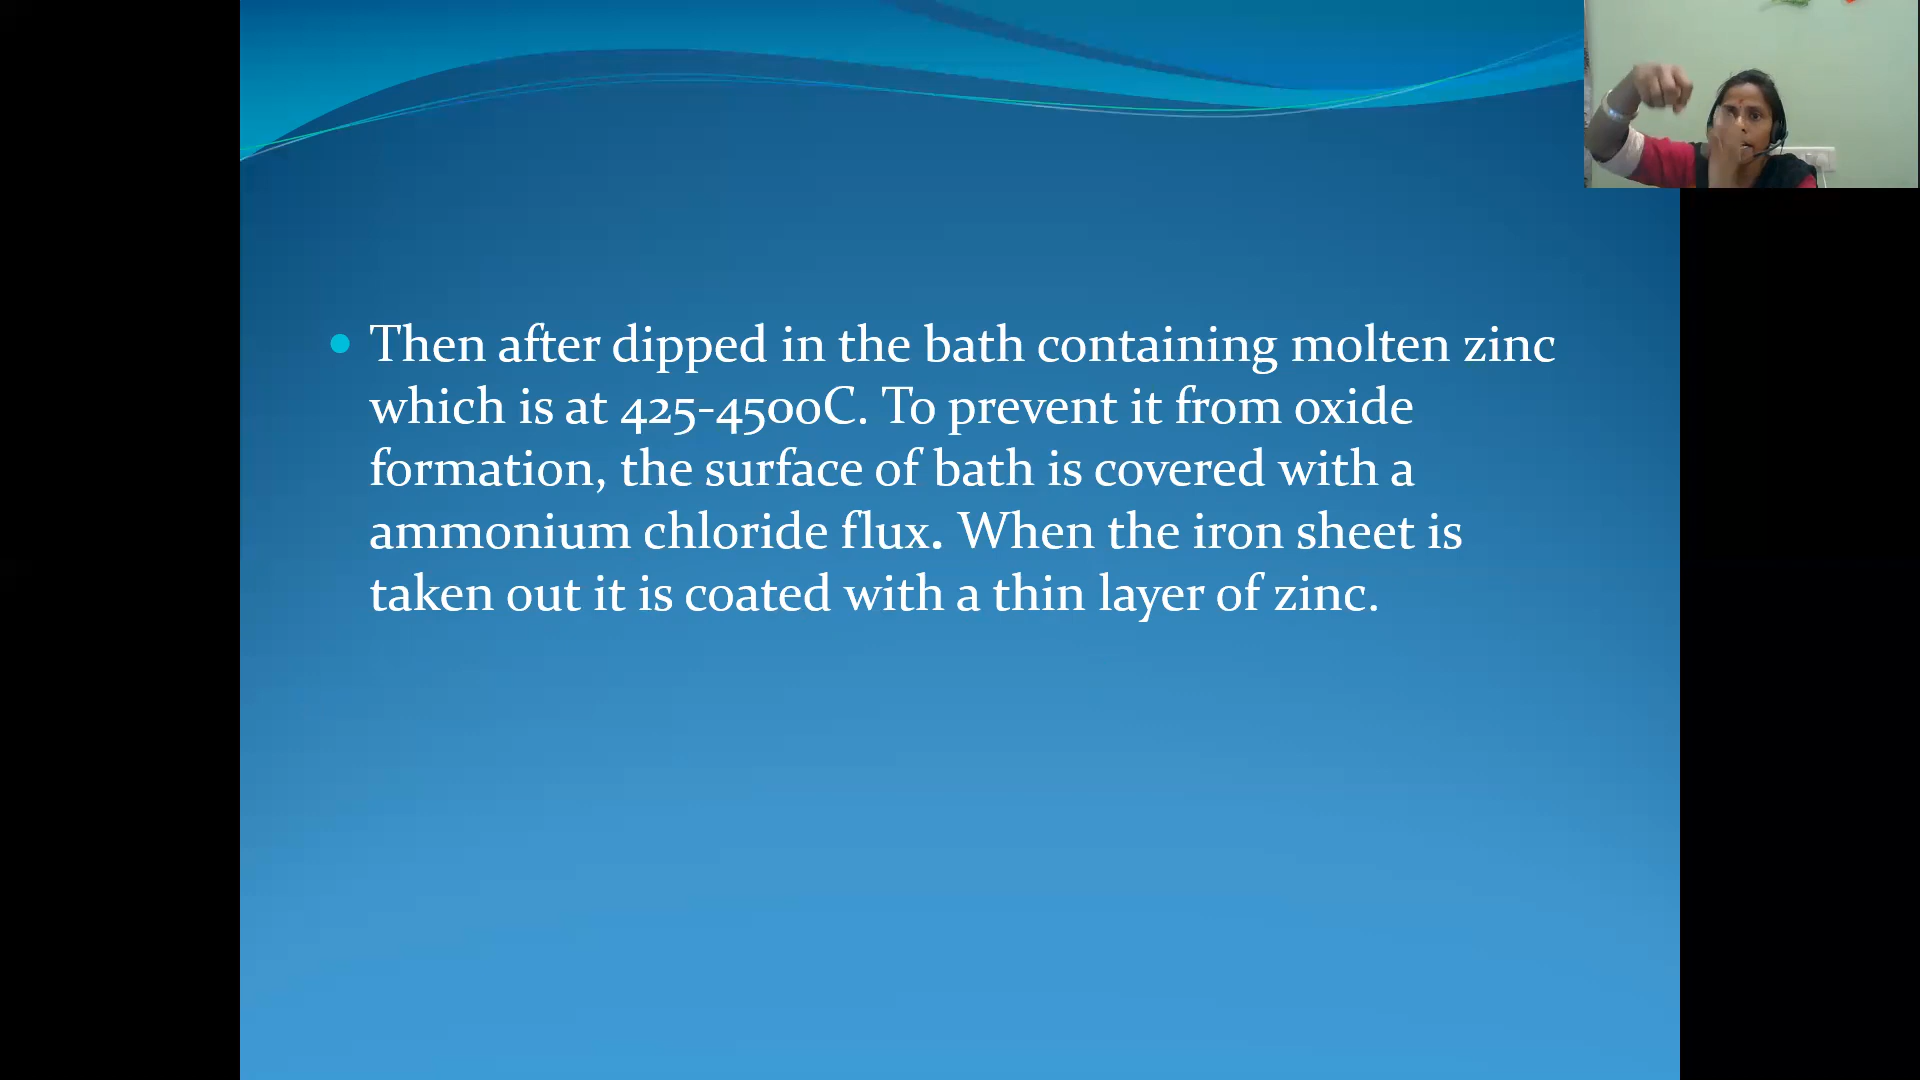 Then after dipped in the bath containing molten zinc
which is at 425-4500C. To prevent it from oxide
formation, the surface of bath is covered with a
ammonium chloride flux. When the iron sheet is
taken out it is coated with a thin layer of zinc.